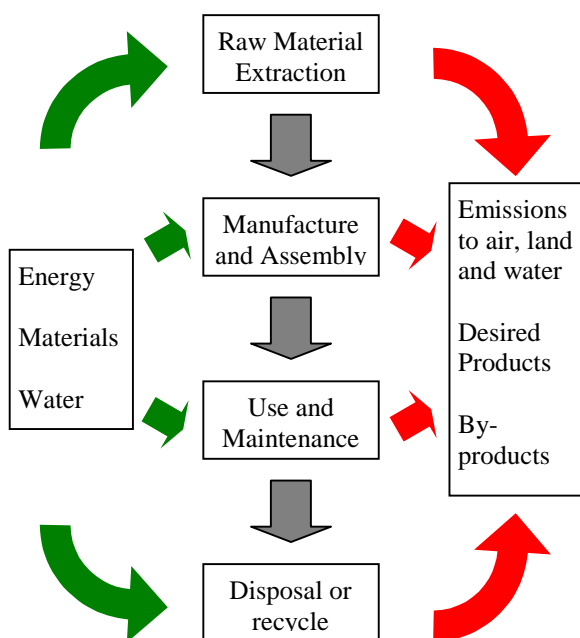 Raw Material
Extraction
Manufacture
and Assembly
Energy
Materials
Water
Use and
Maintenance
Emissions
to air, land
and water
Desired
Products
By-
products
Disposal or
recycle